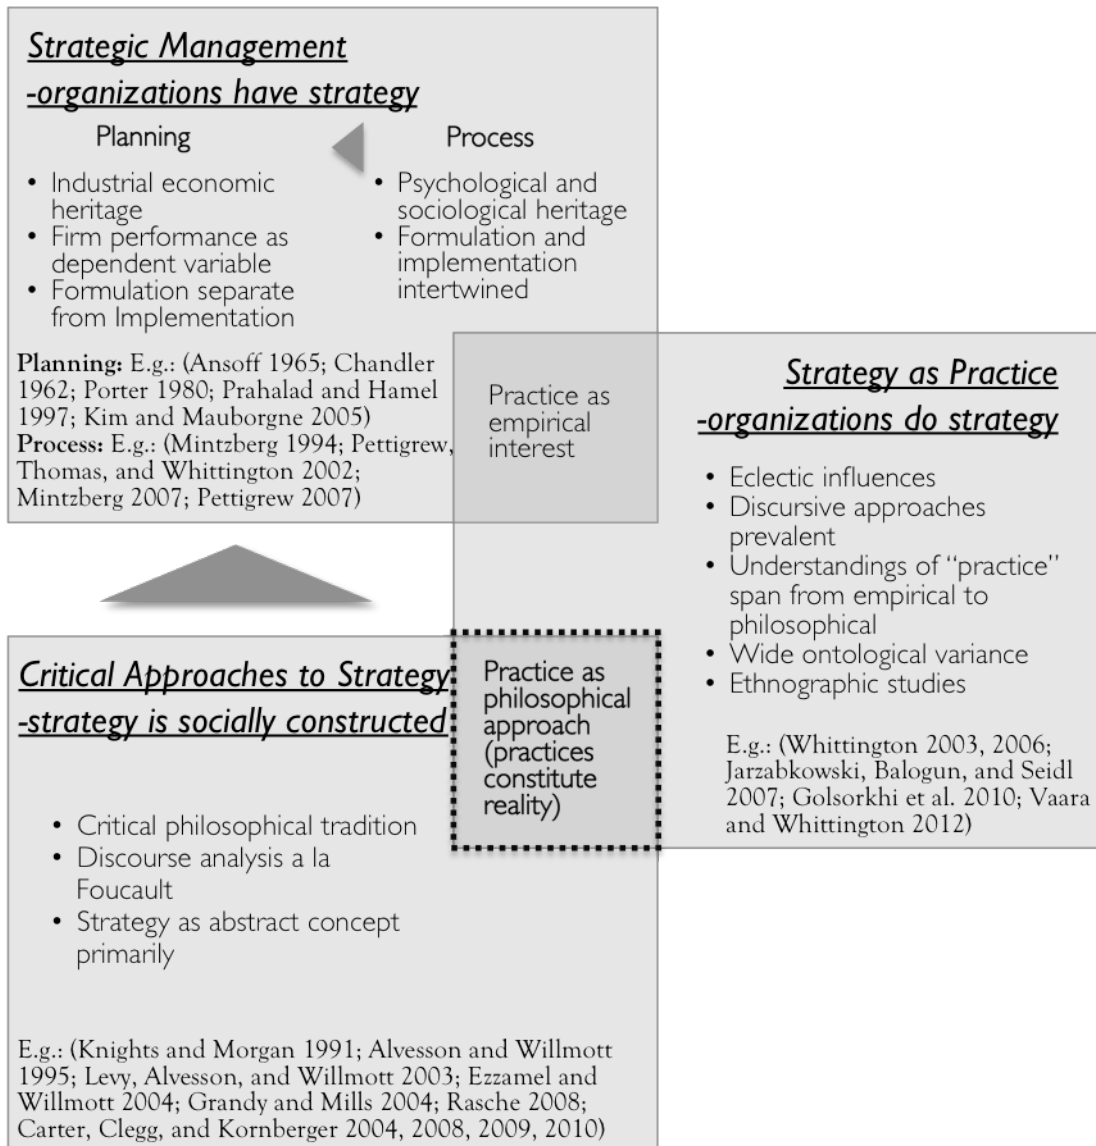 Strategic Management
-organizations have strategy
Planning
• Industrial economic
heritage
• Firm performance as
dependent variable
• Formulation separate
from Implementation
Process
• Psychological and
sociological heritage
• Formulation and
implementation
intertwined
Planning: E.g.: (Ansoff 1965; Chandler
1962; Porter 1980; Prahalad and Hamel
1997; Kim and Mauborgne 2005)
Process: E.g.: (Mintzberg 1994; Pettigrew,
Thomas, and Whittington 2002;
Mintzberg 2007; Pettigrew 2007)
Practice as
empirical
interest
Strategy as Practice
-organizations do strategy
• Eclectic influences
• Discursive approaches
prevalent
• Understandings of “practice”
span from empirical to
philosophical
• Wide ontological variance
• Ethnographic studies
E.g.: (Whittington 2003, 2006;
Jarzabkowski, Balogun, and Seidl
2007; Golsorkhi et al. 2010; Vaara
and Whittington 2012)
Critical Approaches to Strategy
-strategy is socially constructed
Practice as
philosophical
approach
(practices
constitute
reality)
• Critical philosophical tradition
• Discourse analysis a la
Foucault
• Strategy as abstract concept
primarily
E.g.: (Knights and Morgan 1991; Alvesson and Willmott
1995; Levy, Alvesson, and Willmott 2003; Ezzamel and
Willmott 2004; Grandy and Mills 2004; Rasche 2008;
Carter, Clegg, and Kornberger 2004, 2008, 2009, 2010)